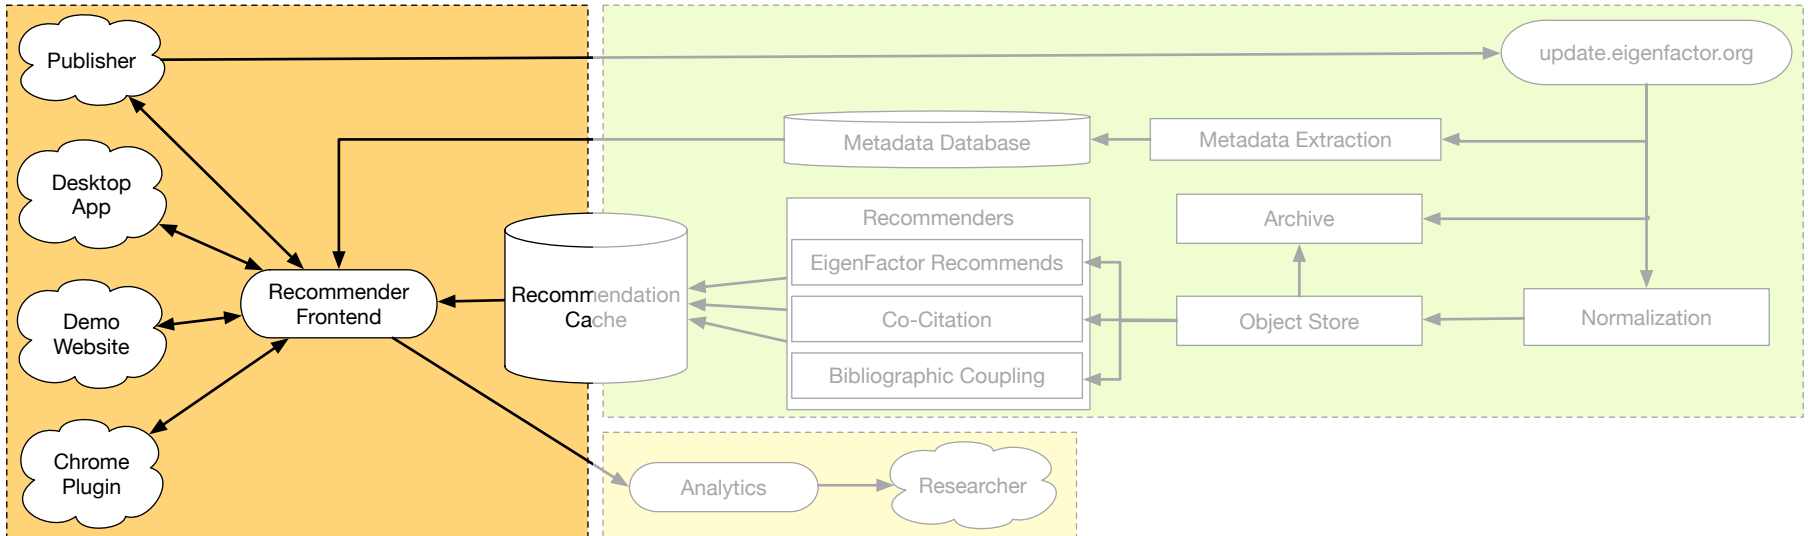 Publisher
update.eigenfactor.org
Metadata Database
Metadata Extraction
Desktop
App
Recommenders
Archive
EigenFactor Recommends
Recommender
Frontend
Recommendation
Cache
Co-Citation
Object Store
Normalization
Demo
Website
Bibliographic Coupling
Chrome
Plugin
Analytics
Researcher